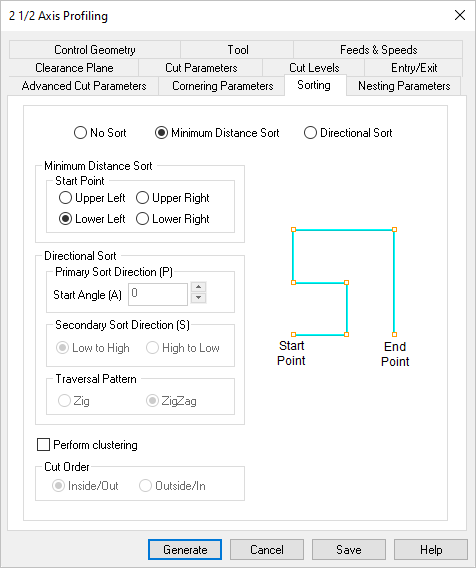 2 1/2 Axis Profiling
Control Geometry Tool Feeds & Speeds
Clearance Plane Cut Parameters Cut Levels Entry/Exit
Advanced Cut Parameters Cornering Parameters Sorting Nesting Parameters
No Sort Minimum Distance Sort Directional Sort
Minimum Distance Sort
Start Point
Upper Left Upper Right
Lower Left Lower Right
Directional Sort
Primary Sort Direction (P)
Start Angle (A) 0
Secondary Sort Direction (S)
Low to High High to Low
Traversal Pattern
Zig ZigZag
Start Point
End Point
Perform clustering
Cut Order
Inside/Out Outside/In
Generate Cancel Save Help